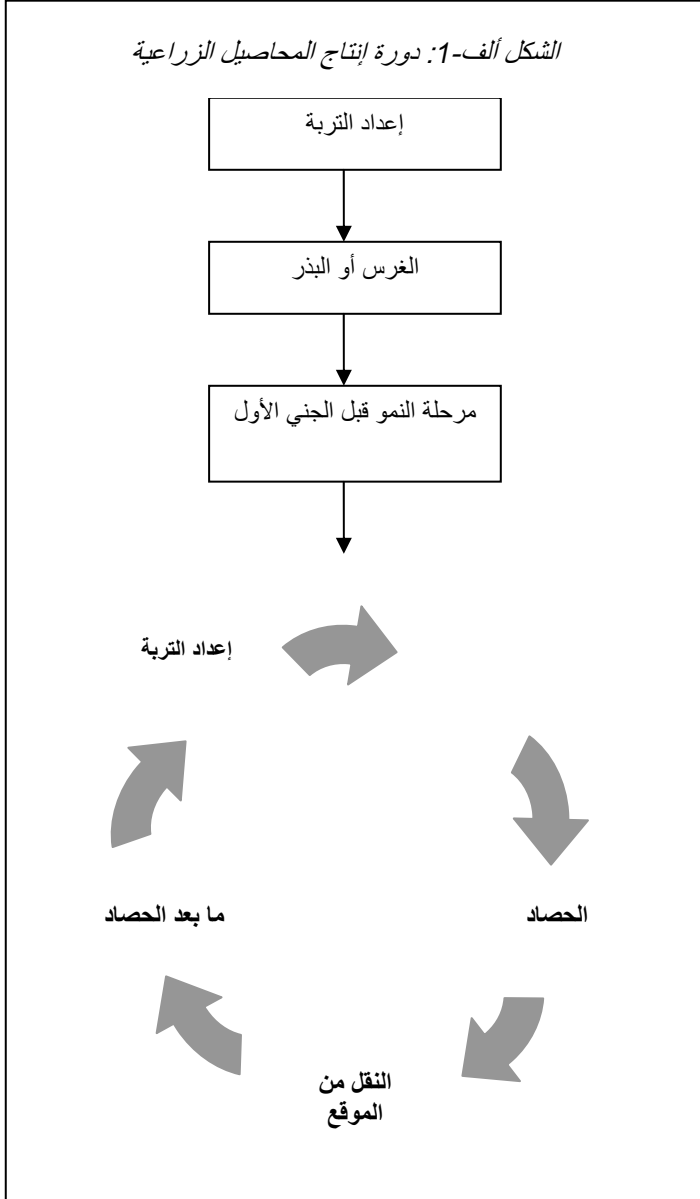 الشكل ألف-1: دورة إنتاج المحاصيل الزراعية
إعداد التربة
الغرس أو البذر
مرحلة النمو قبل الجني الأول
إعداد التربة
الحصاد
النقل من
الموقع
ما بعد الحصاد